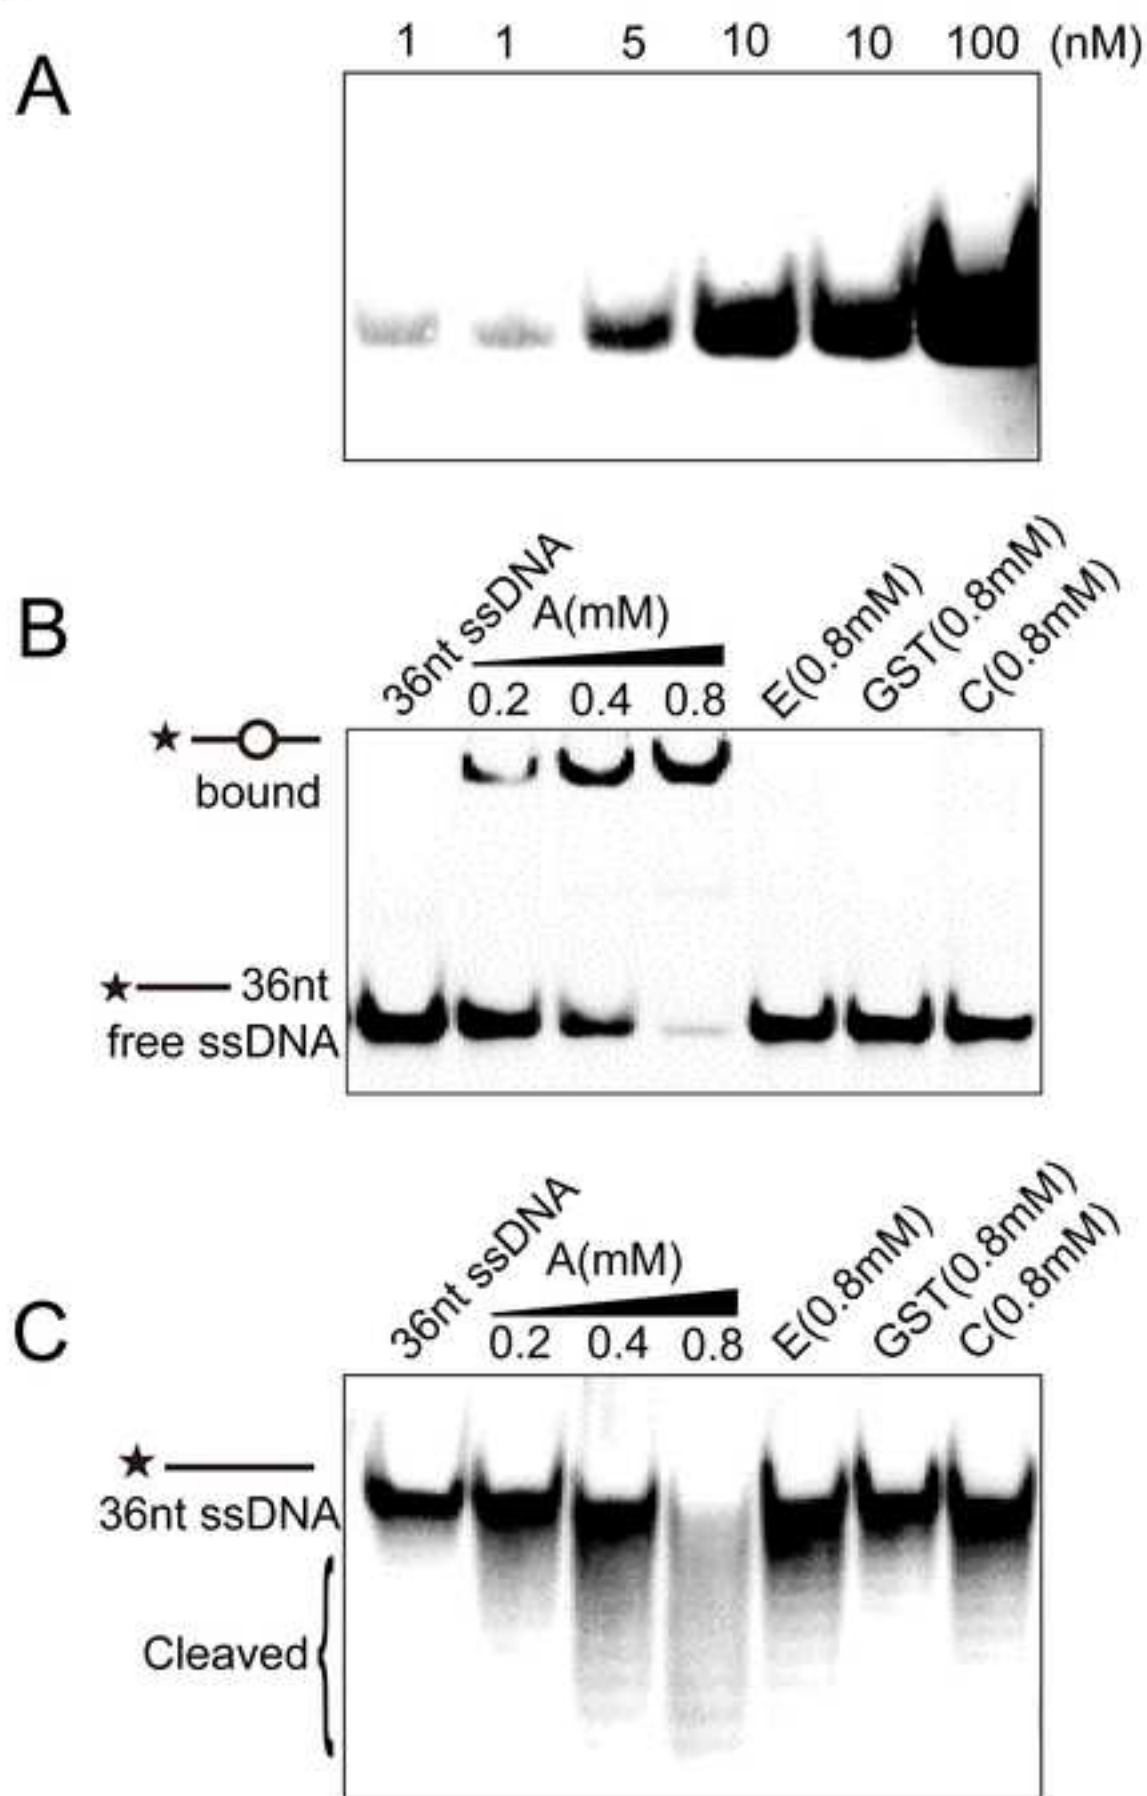 A
1 1 5 10 10 100 (nM)
B
36nt ssDNA
A(mM)
0.2 0.4 0.8
E(0.8mM)
GST(0.8mM)
C(0.8mM)
bound
36nt
free ssDNA
C
36nt ssDNA
A(mM)
0.2 0.4 0.8
E(0.8mM)
GST(0.8mM)
C(0.8mM)
36nt ssDNA
Cleaved